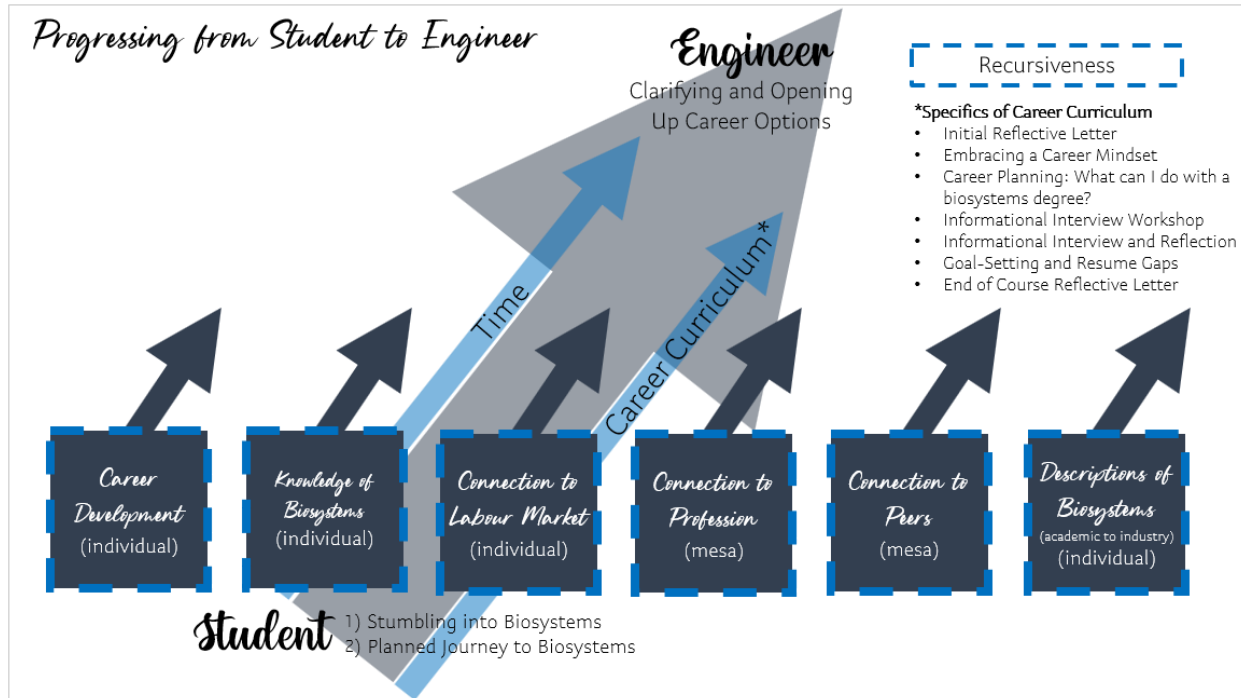 Progressing from Student to Engineer
Engineer
Clarifying and Opening
Up Career Options
Recursiveness
*Specifics of Career Curriculum
• Initial Reflective Letter
• Embracing a Career Mindset
• Career Planning: What can I do with a
biosystems degree?
• Informational Interview Workshop
• Informational Interview and Reflection
• Goal-Setting and Resume Gaps
• End of Course Reflective Letter
Time
Career Curriculum*
Career
Development
(individual)
Knowledge of
Biosystems
(individual)
Connection to
Labour Market
(individual)
Connection to
Profession
(mesa)
Connection to
Peers
(mesa)
Descriptions of
Biosystems
(academic to industry)
(individual)
Student
1) Stumbling into Biosystems
2) Planned Journey to Biosystems